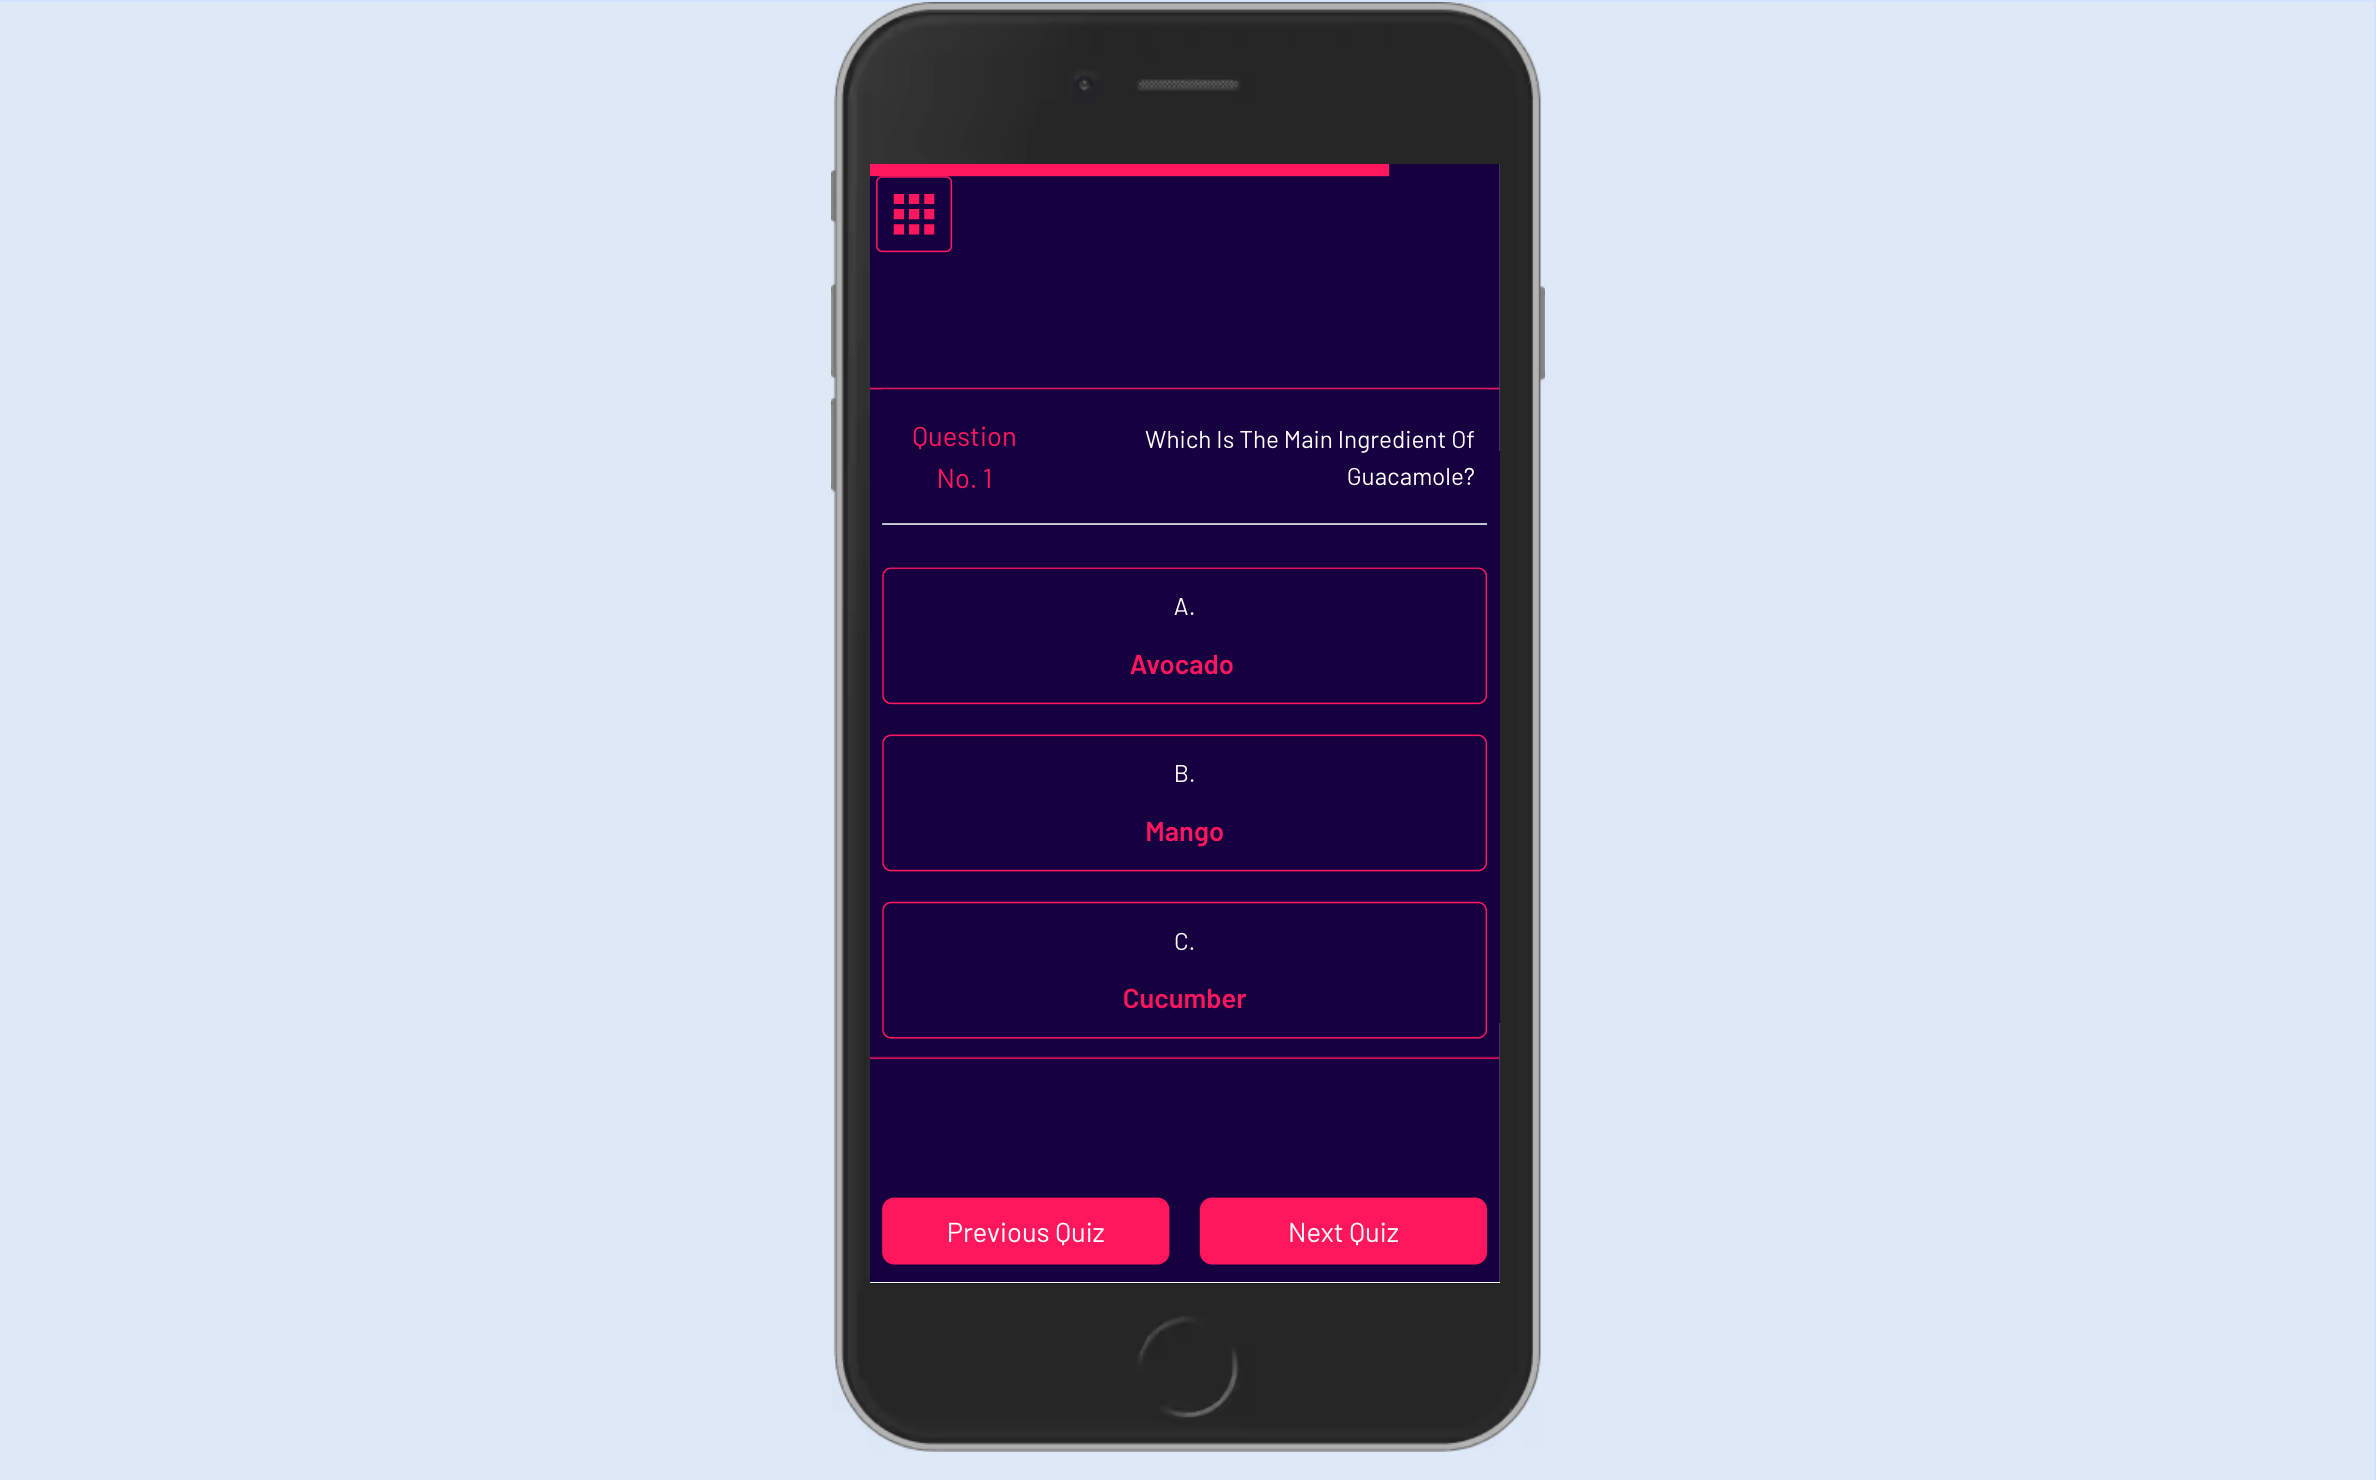 Question
No. 1
Which Is The Main Ingredient Of
Guacamole?
A.
Avocado
B.
Mango
C.
Cucumber
Previous Quiz
Next Quiz